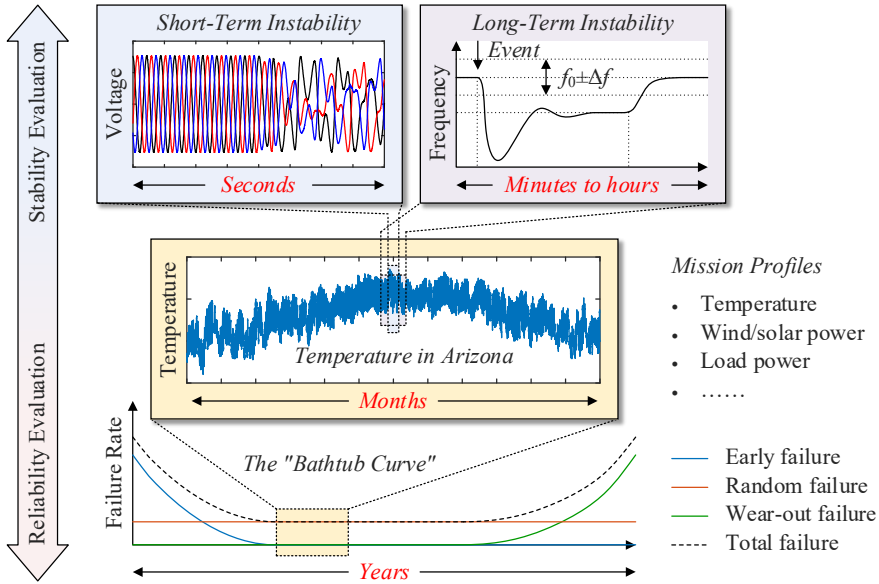 Stability Evaluation
Reliability Evaluation
Short-Term Instability
Voltage
Seconds
Long-Term Instability
Event
f₀±Δf
Frequency
Minutes to hours
Temperature
Temperature in Arizona
Months
Mission Profiles
• Temperature
• Wind/solar power
• Load power
• ……
Failure Rate
The "Bathtub Curve"
Years
Early failure
Random failure
Wear-out failure
Total failure